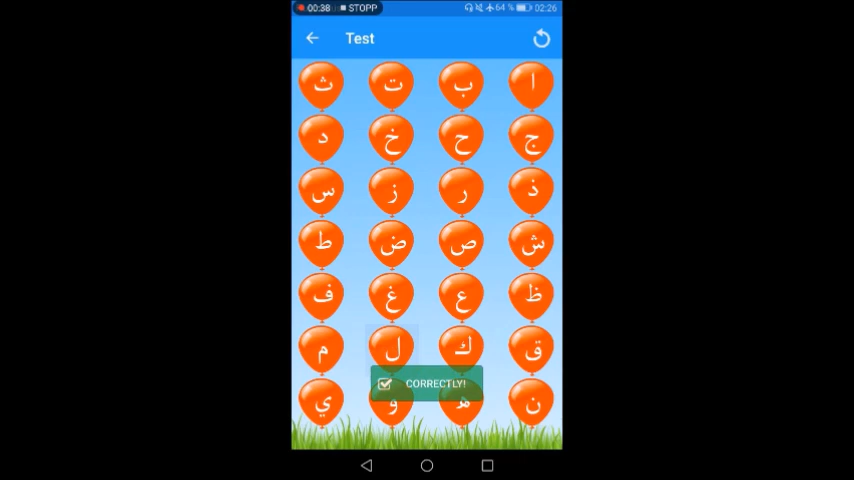 00:38 STOPP 64 % 02:26
Test
ا ب ت ث
ج ح خ د
ذ ر ز س
ش ص ض ط
ظ ع غ ف
ق ك ل م
CORRECTLY!
ن ه و ي